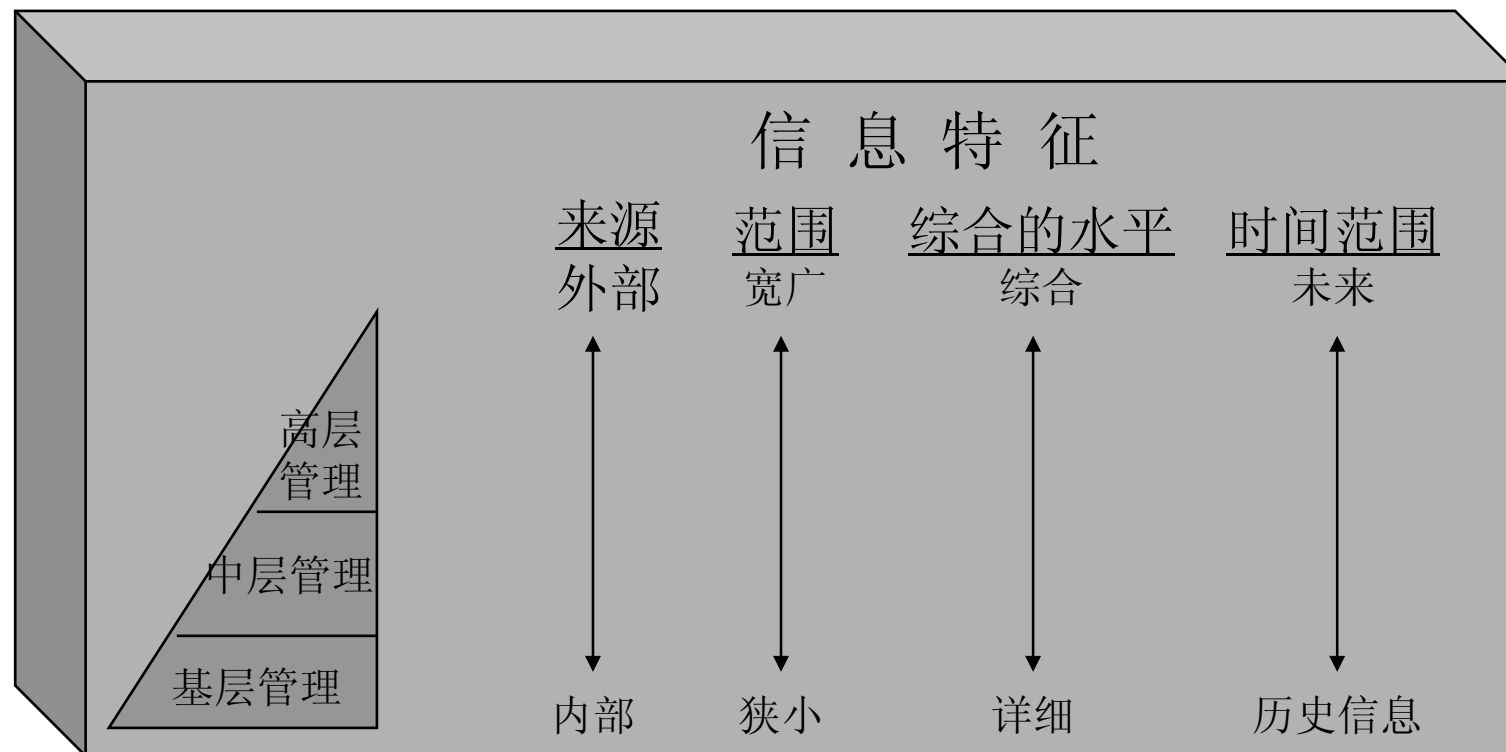 信 息 特 征
来源 范围 综合的水平 时间范围
外部 宽广 综合 未来
高层
管理
中层管理
基层管理
内部 狭小 详细 历史信息